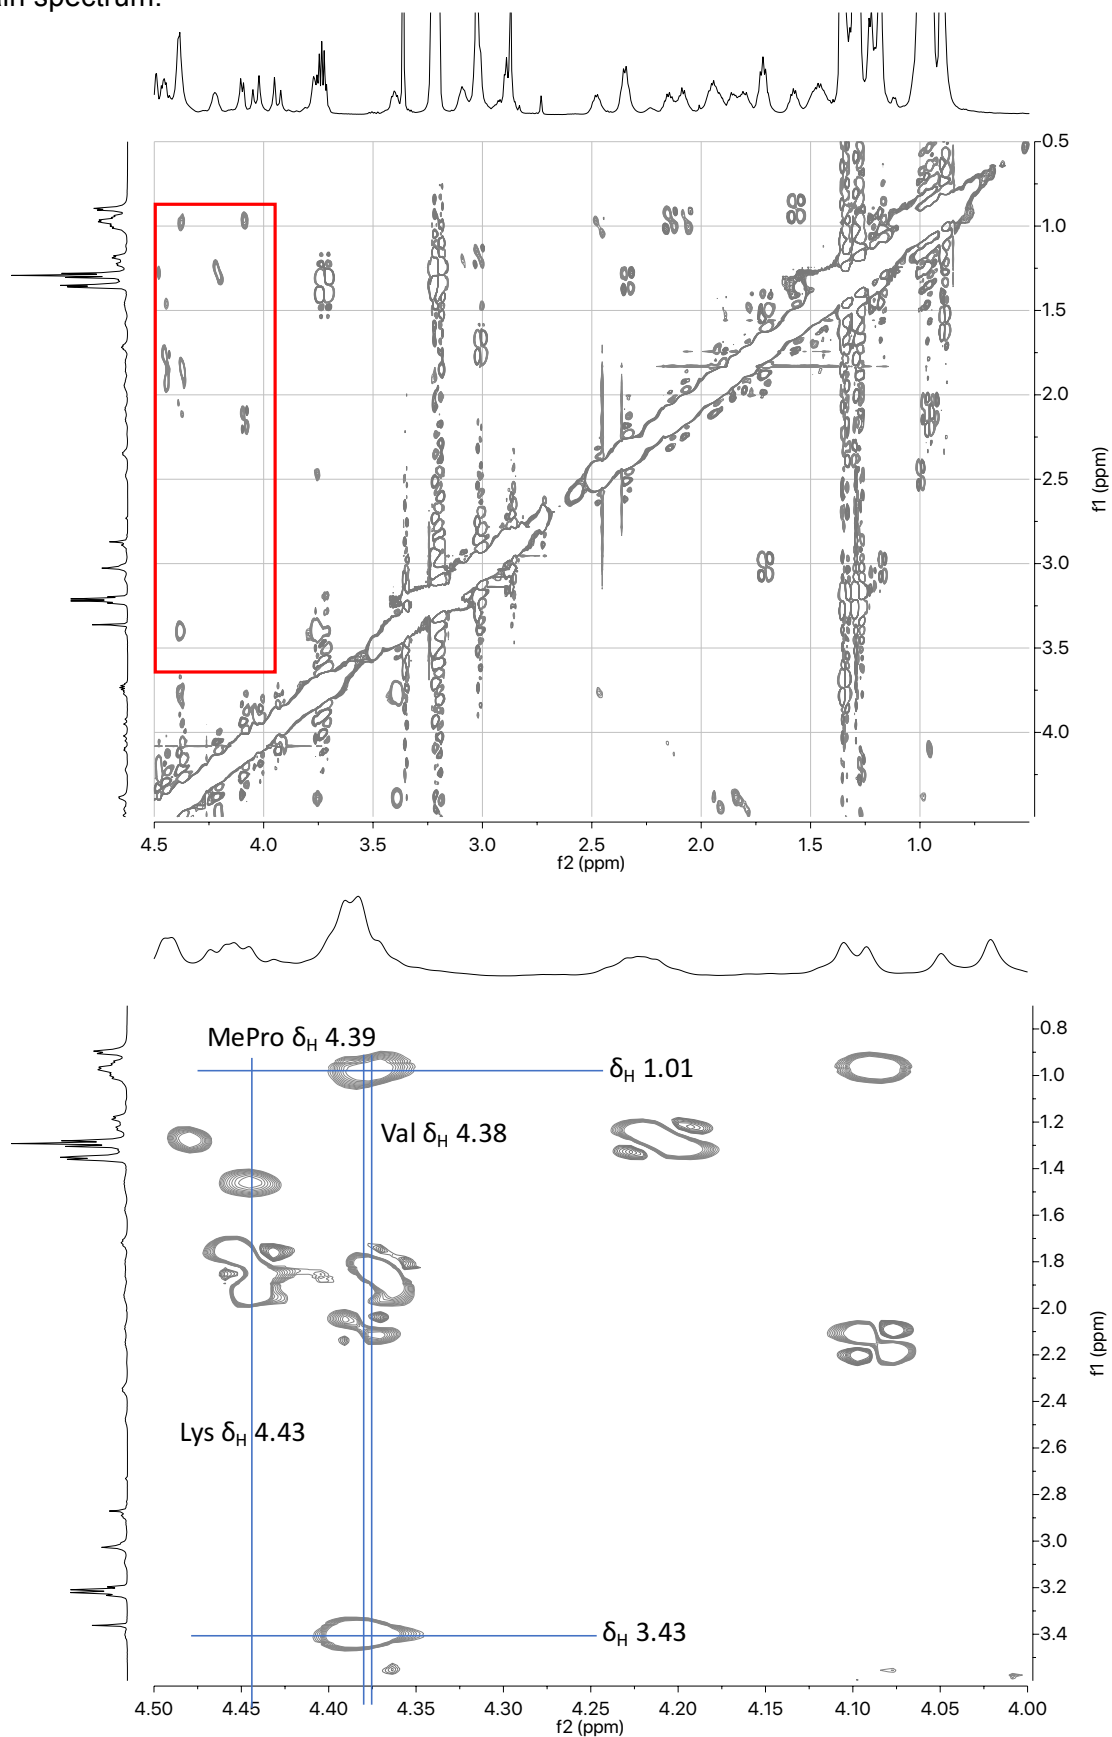 ain spectrum.
0.5
1.0
1.5
2.0
2.5
3.0
3.5
4.0
f1 (ppm)
4.5 4.0 3.5 3.0 2.5 2.0 1.5 1.0
f2 (ppm)
MePro δH 4.39
δH 1.01
Val δH 4.38
Lys δH 4.43
δH 3.43
0.8
1.0
1.2
1.4
1.6
1.8
2.0
2.2
2.4
2.6
2.8
3.0
3.2
3.4
f1 (ppm)
4.50 4.45 4.40 4.35 4.30 4.25 4.20 4.15 4.10 4.05 4.00
f2 (ppm)